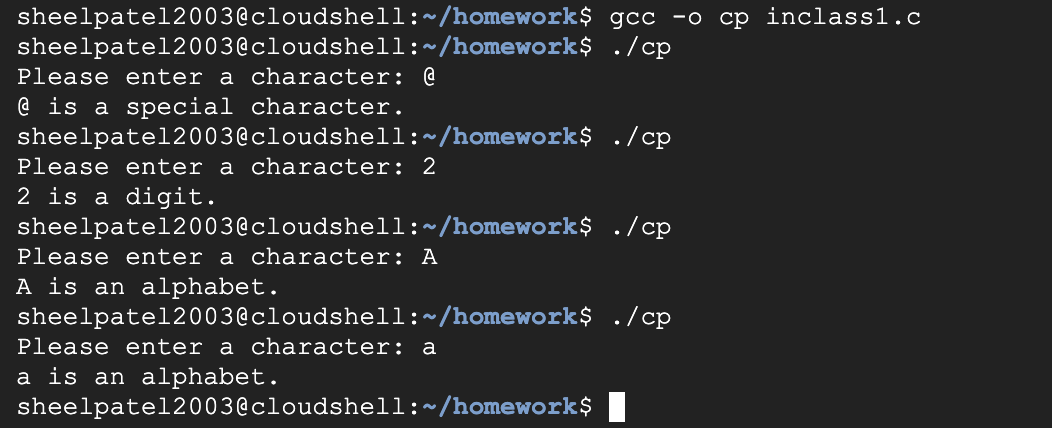 sheelpatel2003@cloudshell:~/homework$ gcc -o cp inclass1.c
sheelpatel2003@cloudshell:~/homework$ ./cp
Please enter a character: @
@ is a special character.
sheelpatel2003@cloudshell:~/homework$ ./cp
Please enter a character: 2
2 is a digit.
sheelpatel2003@cloudshell:~/homework$ ./cp
Please enter a character: A
A is an alphabet.
sheelpatel2003@cloudshell:~/homework$ ./cp
Please enter a character: a
a is an alphabet.
sheelpatel2003@cloudshell:~/homework$